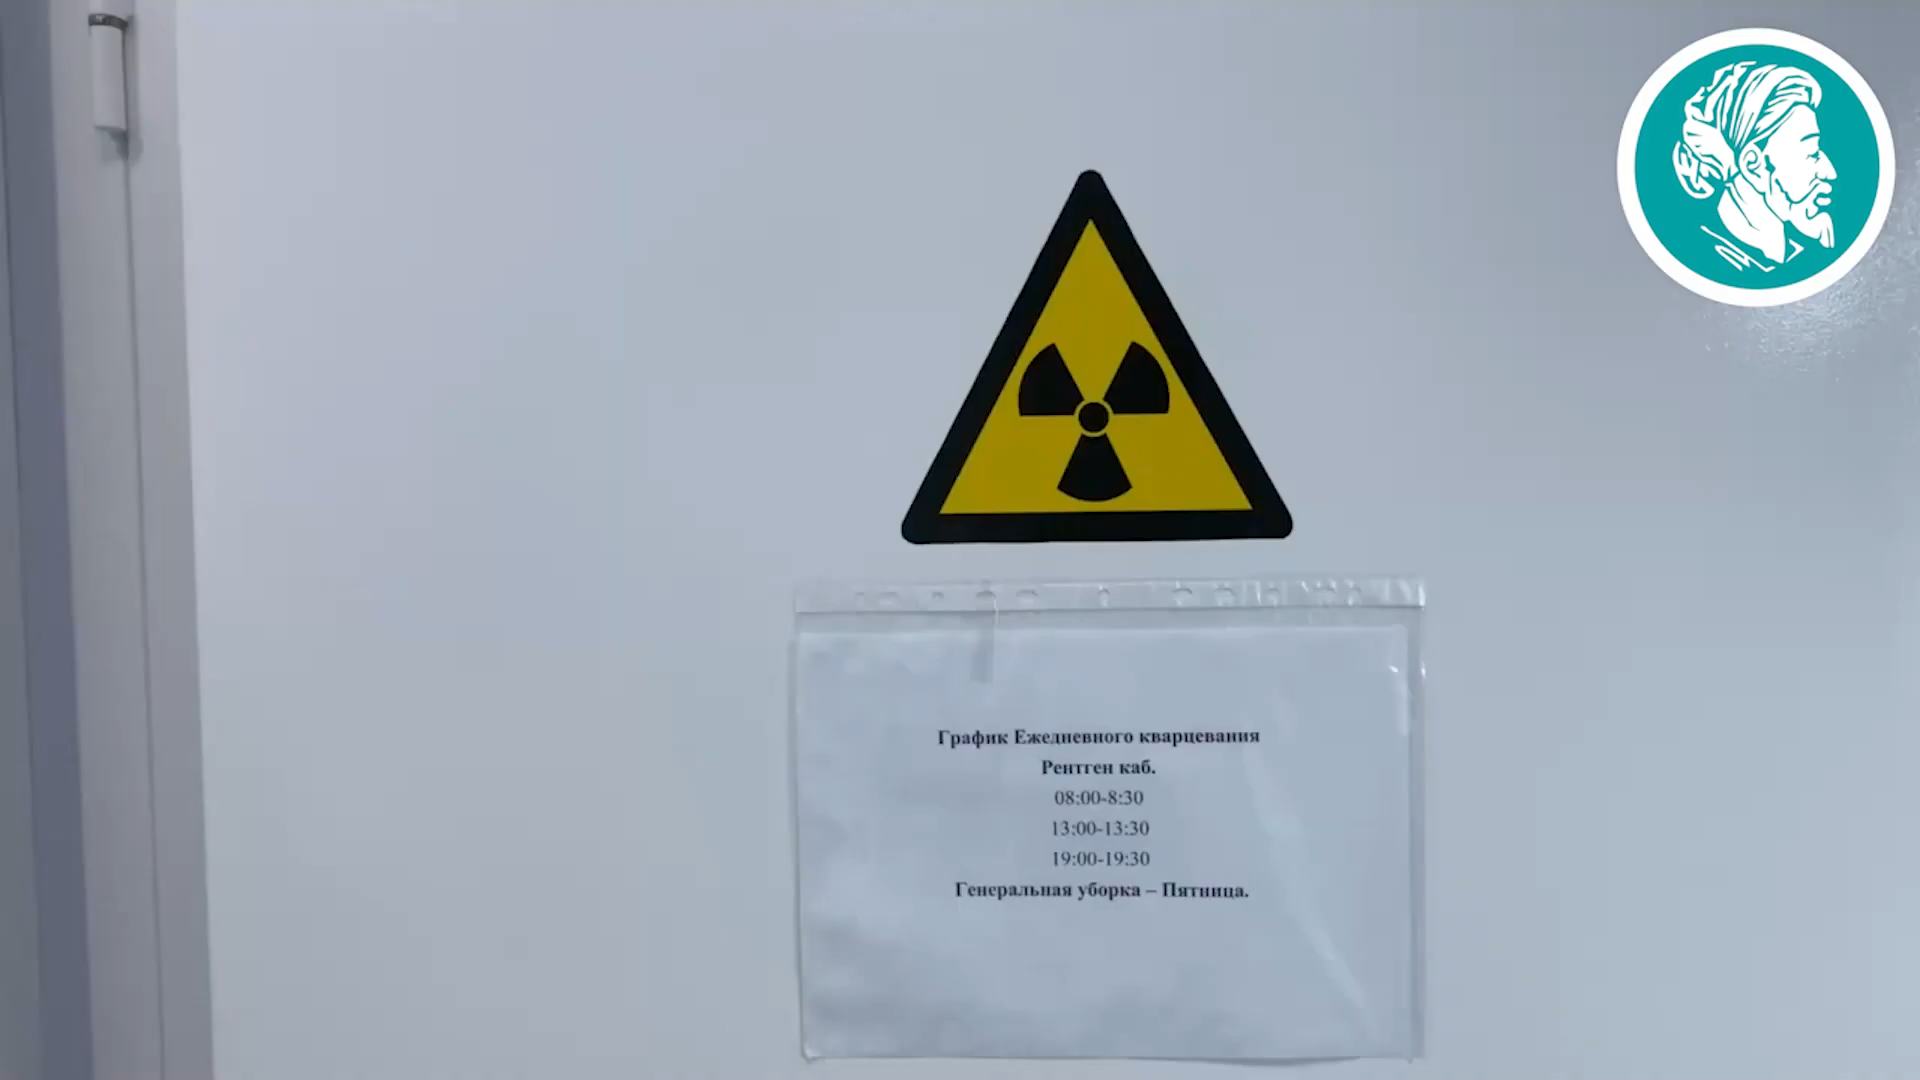 График Ежедневного кварцевания
Рентген каб.
08:00-8:30
13:00-13:30
19:00-19:30
Генеральная уборка – Пятница.